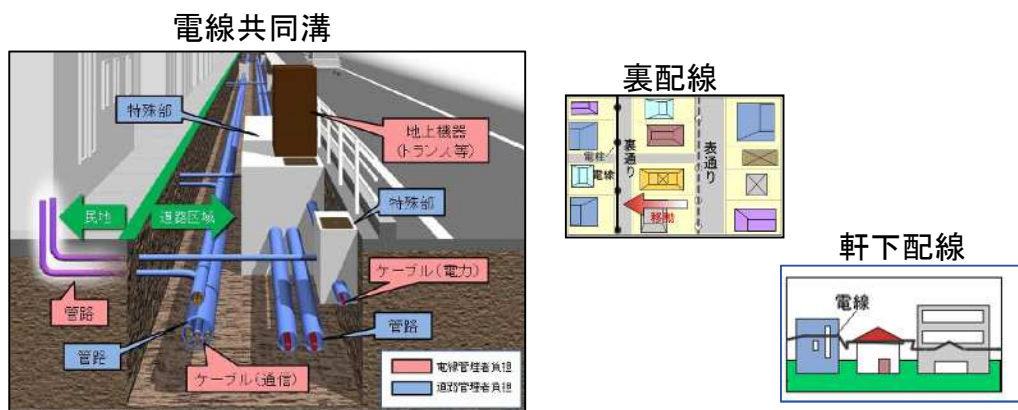 電線共同溝
特殊部
地上機器
(トランス等)
特殊部
民地
道路区域
ケーブル(電力)
管路
管路
管路
ケーブル(通信)
電線管理者負担
道路管理者負担
裏配線
電柱
電線
裏通り
表通り
移動
軒下配線
電線